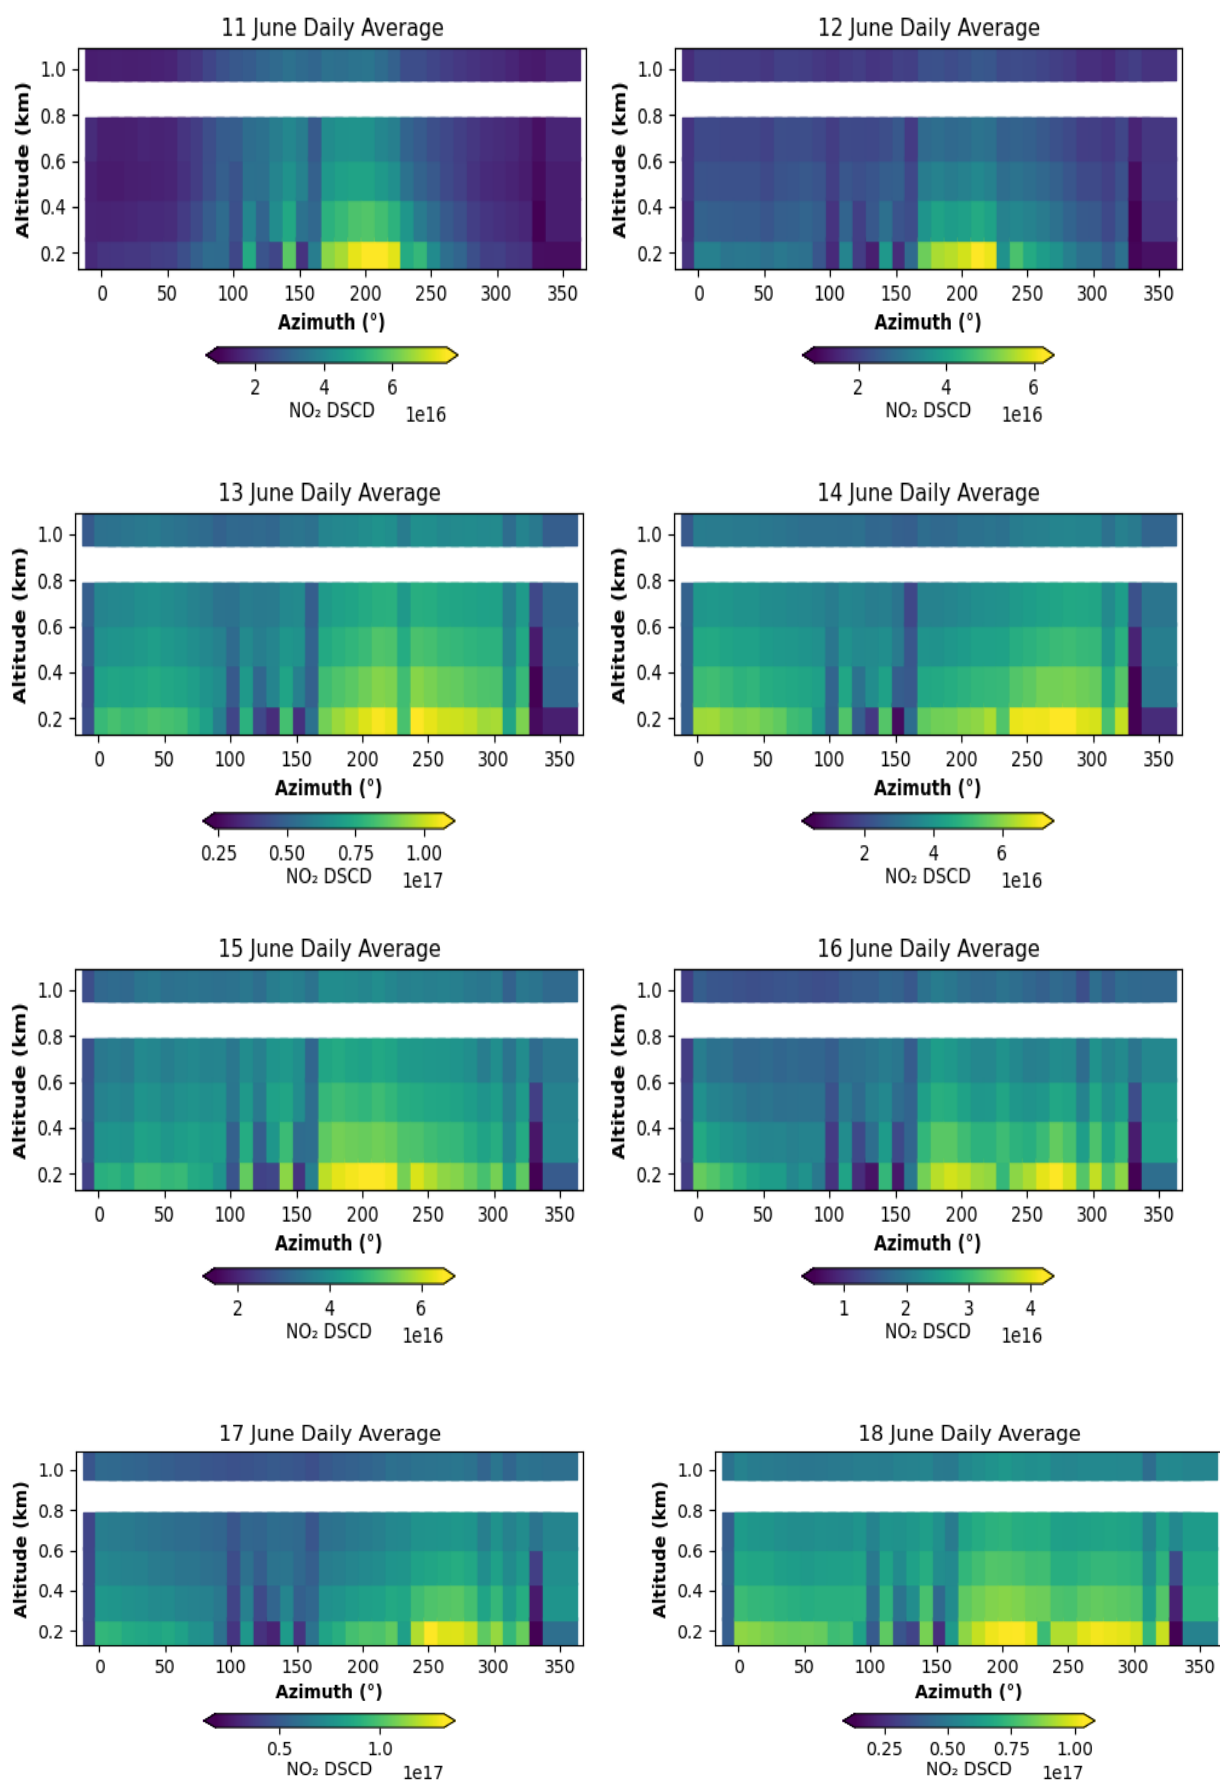 11 June Daily Average
12 June Daily Average
Altitude (km)
1.0
0.8
0.6
0.4
0.2
0 50 100 150 200 250 300 350
Azimuth (°)
2 4 6
NO₂ DSCD
1e16
Altitude (km)
1.0
0.8
0.6
0.4
0.2
0 50 100 150 200 250 300 350
Azimuth (°)
2 4 6
NO₂ DSCD
1e16
13 June Daily Average
14 June Daily Average
Altitude (km)
1.0
0.8
0.6
0.4
0.2
0 50 100 150 200 250 300 350
Azimuth (°)
0.25 0.50 0.75 1.00
NO₂ DSCD
1e17
Altitude (km)
1.0
0.8
0.6
0.4
0.2
0 50 100 150 200 250 300 350
Azimuth (°)
2 4 6
NO₂ DSCD
1e16
15 June Daily Average
16 June Daily Average
Altitude (km)
1.0
0.8
0.6
0.4
0.2
0 50 100 150 200 250 300 350
Azimuth (°)
2 4 6
NO₂ DSCD
1e16
Altitude (km)
1.0
0.8
0.6
0.4
0.2
0 50 100 150 200 250 300 350
Azimuth (°)
1 2 3 4
NO₂ DSCD
1e16
17 June Daily Average
18 June Daily Average
Altitude (km)
1.0
0.8
0.6
0.4
0.2
0 50 100 150 200 250 300 350
Azimuth (°)
0.5 1.0
NO₂ DSCD
1e17
Altitude (km)
1.0
0.8
0.6
0.4
0.2
0 50 100 150 200 250 300 350
Azimuth (°)
0.25 0.50 0.75 1.00
NO₂ DSCD
1e17